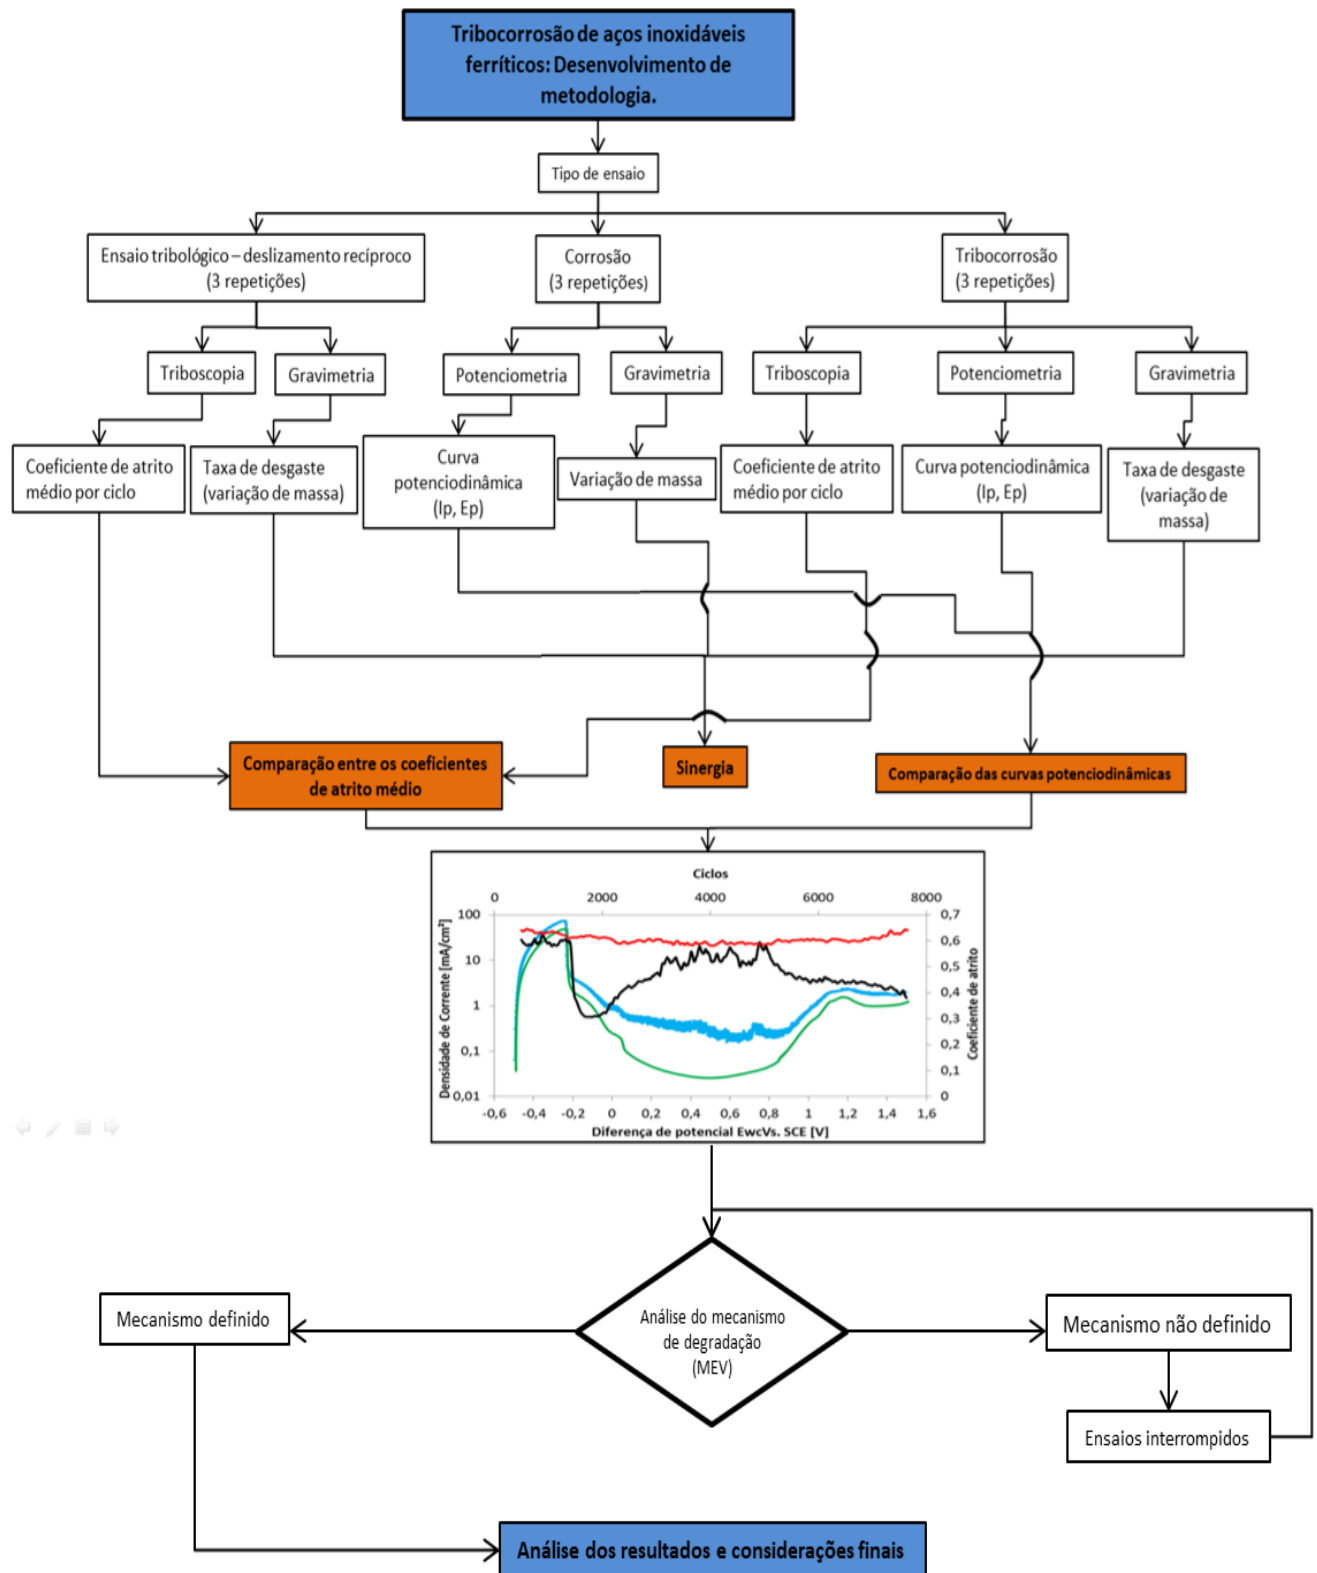 Tribocorrosão de aços inoxidáveis
ferríticos: Desenvolvimento de
metodologia.
Tipo de ensaio
Ensaio tribológico – deslizamento recíproco
(3 repetições)
Corrosão
(3 repetições)
Tribocorrosão
(3 repetições)
Triboscopia
Gravimetria
Potenciometria
Gravimetria
Triboscopia
Potenciometria
Gravimetria
Coeficiente de atrito
médio por ciclo
Taxa de desgaste
(variação de massa)
Curva
potenciodinâmica
(Ip, Ep)
Variação de massa
Coeficiente de atrito
médio por ciclo
Curva potenciodinâmica
(Ip, Ep)
Taxa de desgaste
(variação de
massa)
Comparação entre os coeficientes
de atrito médio
Sinergia
Comparação das curvas potenciodinâmicas
Ciclos
0 2000 4000 6000 8000
100
10
1
0,1
0,01
Densidade de Corrente [mA/cm²]
0,7
0,6
0,5
0,4
0,3
0,2
0,1
0
Coeficiente de atrito
-0,6 -0,4 -0,2 0 0,2 0,4 0,6 0,8 1 1,2 1,4 1,6
Diferença de potencial EwcVs. SCE [V]
Análise do mecanismo
de degradação
(MEV)
Mecanismo definido
Mecanismo não definido
Ensaios interrompidos
Análise dos resultados e considerações finais